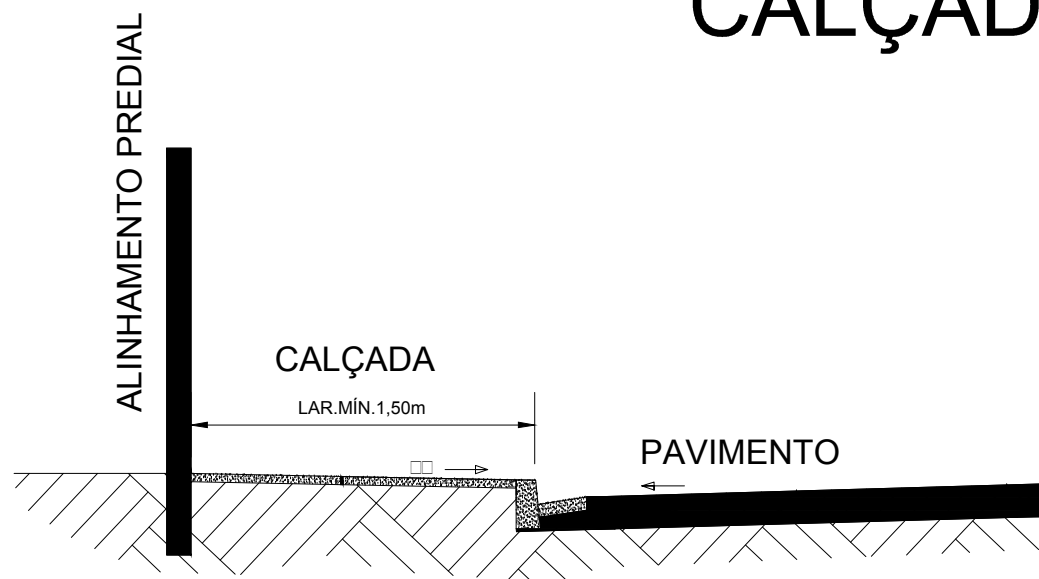 CALÇAD
ALINHAMENTO PREDIAL
CALÇADA
LAR.MÍN.1,50m
PAVIMENTO